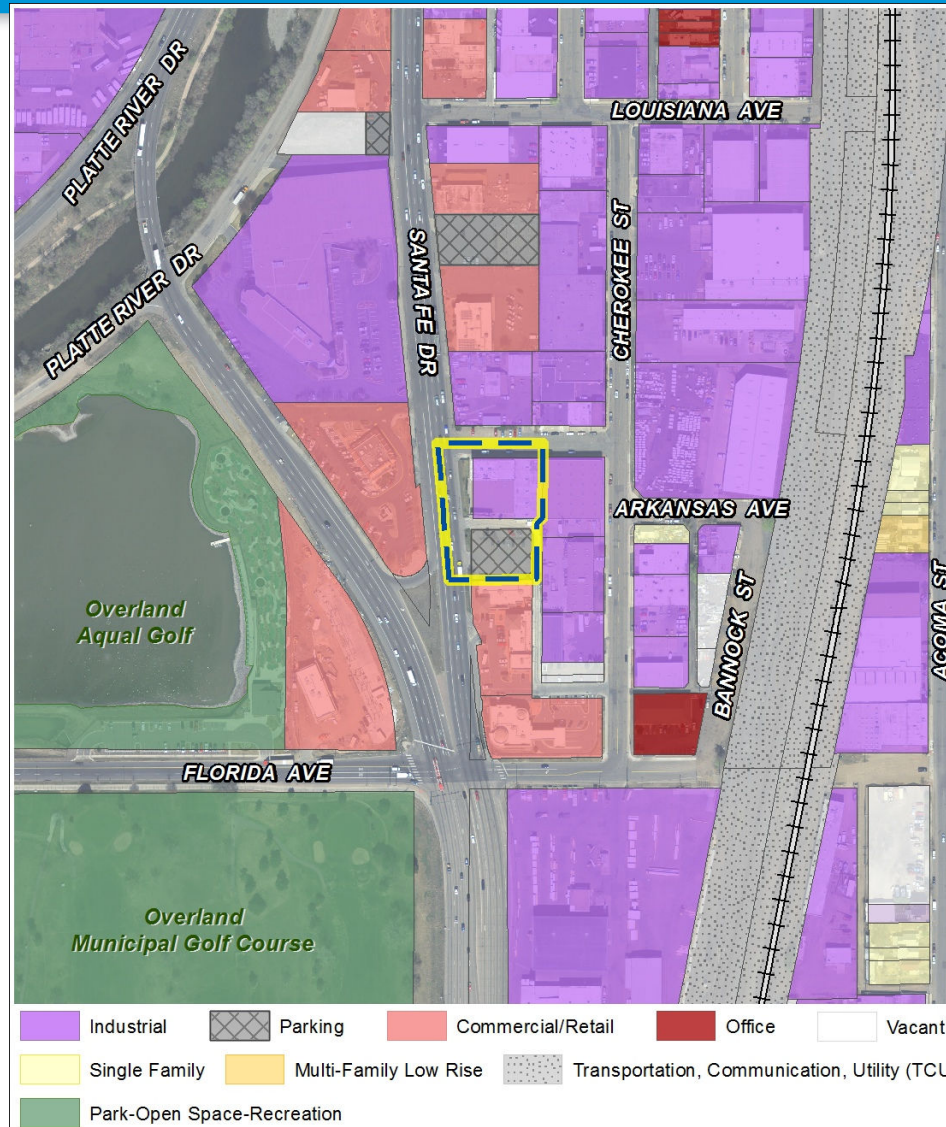 PLATTE RIVER DR
LOUISIANA AVE
PLATTE RIVER DR
SANTA FE DR
CHEROKEE ST
ARKANSAS AVE
BANNOCK ST
ACOMA ST
Overland
Aqual Golf
FLORIDA AVE
Overland
Municipal Golf Course
Industrial
Parking
Commercial/Retail
Office
Vacant
Single Family
Multi-Family Low Rise
Transportation, Communication, Utility (TCU
Park-Open Space-Recreation